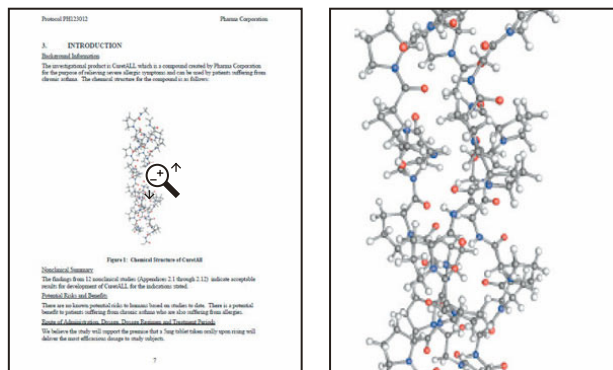 Protocol PH123012 Pharma Corporation
3. INTRODUCTION
Background Information
The investigational product is CureALL which is a compound created by Pharma Corporation
for the purpose of relieving severe allergic symptoms and can be used by patients suffering from
chronic asthma. The chemical structure for the compound is as follows:
Figure 1: Chemical Structure of CureAll
Nonclinical Summary
The findings from 12 nonclinical studies (Appendices 2.1 through 2.12) indicate acceptable
results for development of CureALL for the indications stated.
Potential Risks and Benefits
There are no known potential risks to humans based on studies to date. There is a potential
benefit to patients suffering from chronic asthma who are also suffering from allergies.
Route of Administration, Dosage, Dosage Regimen and Treatment Periods
We believe the study will support the premise that a 5mg tablet taken orally upon rising will
deliver the most efficacious dosage to study subjects.
7